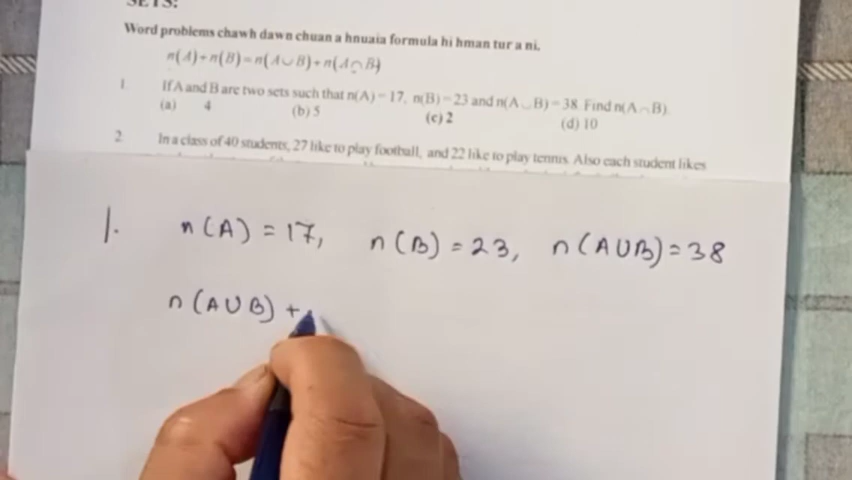 SETS:
Word problems chawh dawn chuan a hnuaia formula hi hman tur a ni.
n(A)+n(B)=n(A∪B)+n(A∩B)
1. If A and B are two sets such that n(A)=17, n(B)=23 and n(A∪B)=38. Find n(A∩B).
(a) 4 (b) 5 (c) 2 (d) 10
2. In a class of 40 students, 27 like to play football, and 22 like to play tennis. Also each student likes
1. n(A)=17, n(B)=23, n(A∪B)=38
n(A∪B)+